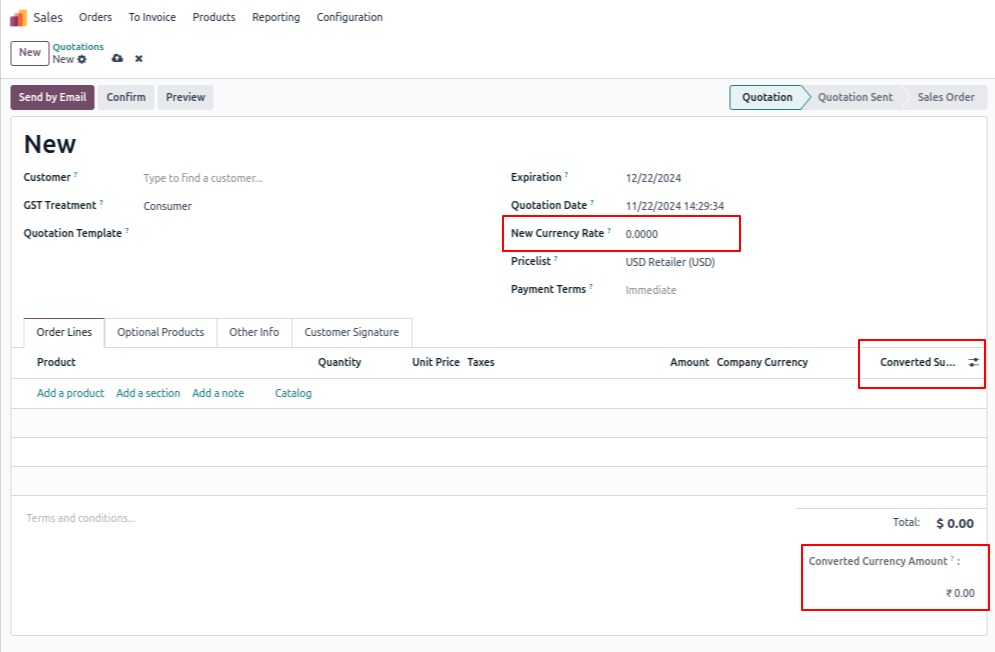 Sales Orders To Invoice Products Reporting Configuration
New Quotations
New
Send by Email Confirm Preview Quotation Quotation Sent Sales Order
New
Customer ? Type to find a customer... Expiration ? 12/22/2024
GST Treatment ? Consumer Quotation Date ? 11/22/2024 14:29:34
Quotation Template ? New Currency Rate ? 0.0000
Pricelist ? USD Retailer (USD)
Payment Terms ? Immediate
Order Lines Optional Products Other Info Customer Signature
Product Quantity Unit Price Taxes Amount Company Currency Converted Su...
Add a product Add a section Add a note Catalog
Terms and conditions... Total: $ 0.00
Converted Currency Amount ? :
₹ 0.00